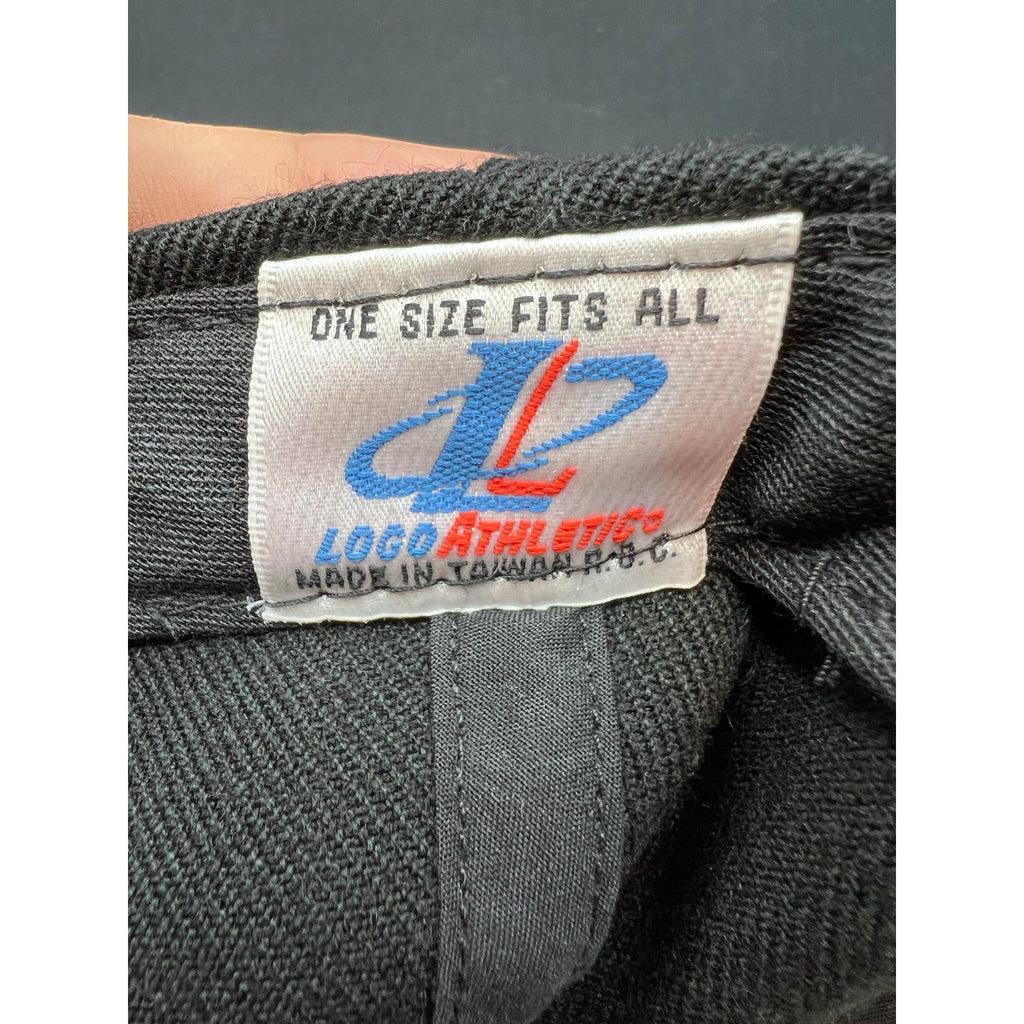 ONE SIZE FITS ALL
L
LOGO ATHLETIC
MADE IN TAIWAN R.O.C.